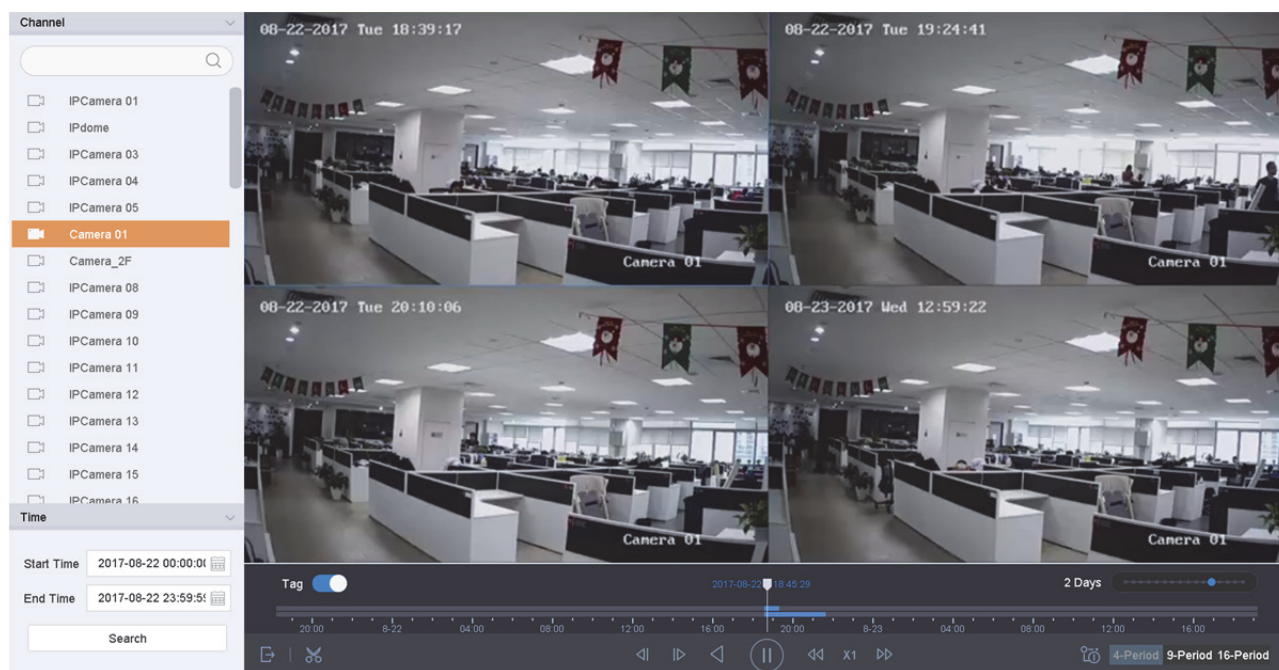 Channel
IPCamera 01
IPdome
IPCamera 03
IPCamera 04
IPCamera 05
Camera 01
Camera_2F
IPCamera 08
IPCamera 09
IPCamera 10
IPCamera 11
IPCamera 12
IPCamera 13
IPCamera 14
IPCamera 15
IPCamera 16
Time
Start Time 2017-08-22 00:00:00
End Time 2017-08-22 23:59:59
Search
08-22-2017 Tue 18:39:17
Camera 01
08-22-2017 Tue 19:24:41
Camera 01
08-22-2017 Tue 20:10:06
Camera 01
08-23-2017 Wed 12:59:22
Camera 01
Tag
2017-08-22 18:45:29
2 Days
20:00 8-22 04:00 08:00 12:00 16:00 20:00 8-23 04:00 08:00 12:00 16:00
X1
4-Period 9-Period 16-Period